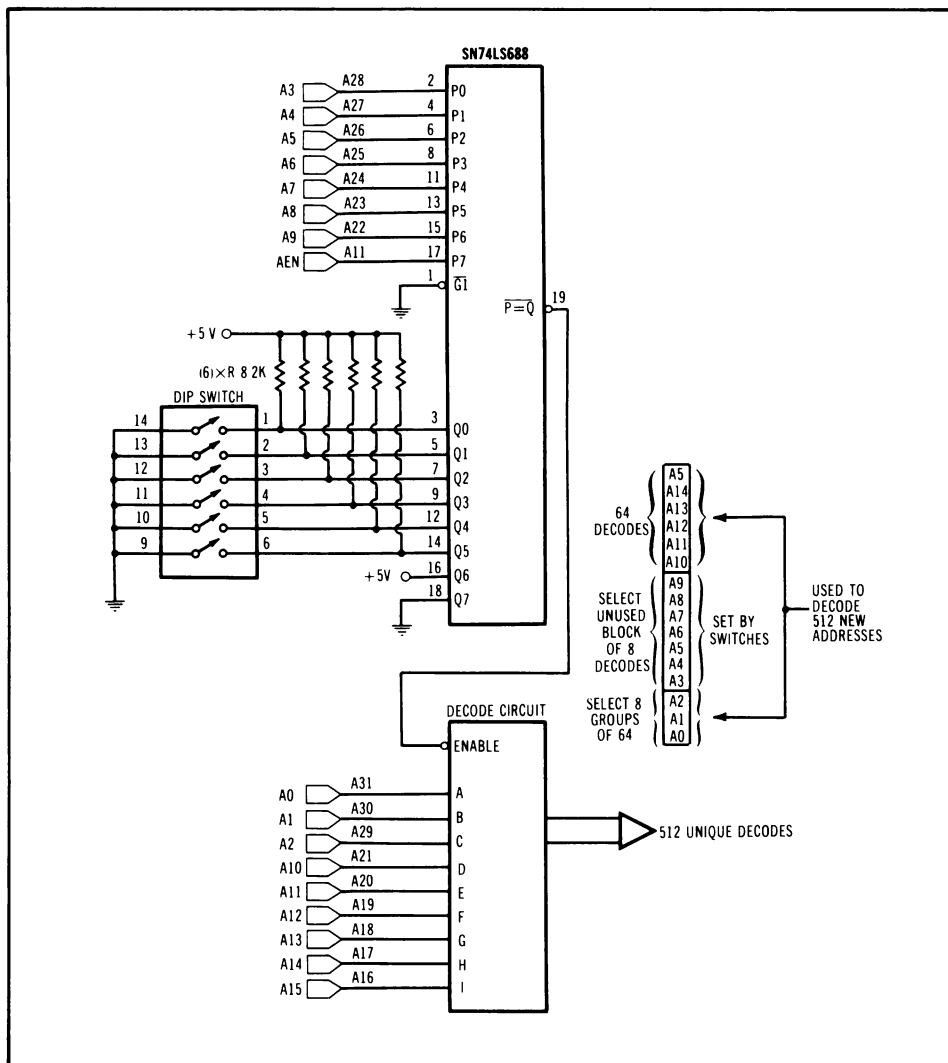 SN74LS688
A3 A28 2 P0
A4 A27 4 P1
A5 A26 6 P2
A6 A25 8 P3
A7 A24 11 P4
A8 A23 13 P5
A9 A22 15 P6
AEN A11 17 P7
1 G1
P=Q 19
+5 V
(6)×R 8 2K
DIP SWITCH
14 1 3 Q0
13 2 5 Q1
12 3 7 Q2
11 4 9 Q3
10 5 12 Q4
9 6 14 Q5
+5V 16 Q6
18 Q7
64
DECODES
A5
A14
A13
A12
A11
A10
SELECT
UNUSED
BLOCK
OF 8
DECODES
A9
A8
A7
A6
A5
A4
A3
SET BY
SWITCHES
SELECT 8
GROUPS
OF 64
A2
A1
A0
USED TO
DECODE
512 NEW
ADDRESSES
DECODE CIRCUIT
ENABLE
A0 A31 A
A1 A30 B
A2 A29 C
A10 A21 D
A11 A20 E
A12 A19 F
A13 A18 G
A14 A17 H
A15 A16 I
512 UNIQUE DECODES